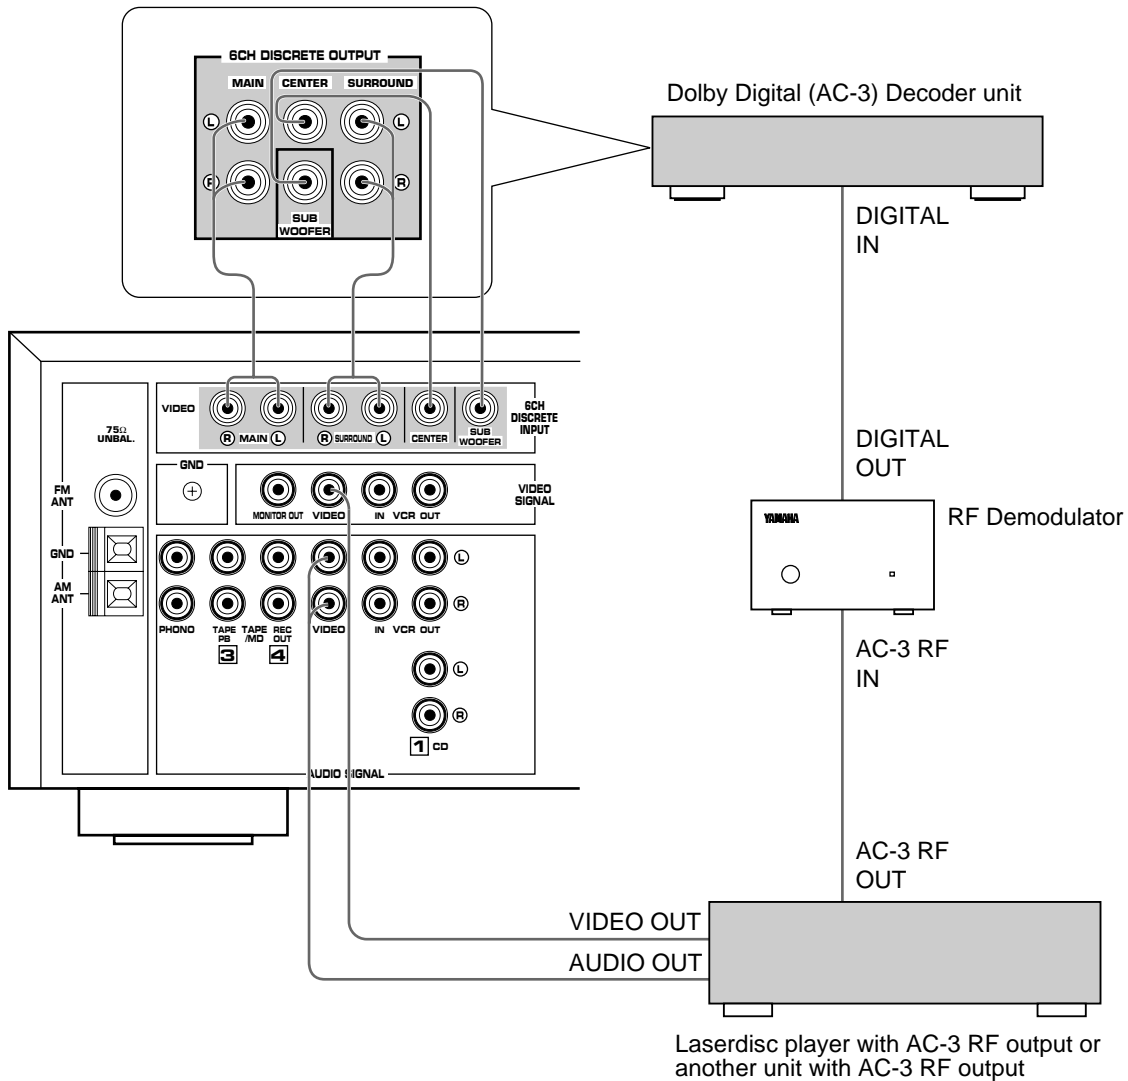 6CH DISCRETE OUTPUT
MAIN CENTER SURROUND
L L
R R
SUB
WOOFER
Dolby Digital (AC-3) Decoder unit
DIGITAL
IN
DIGITAL
OUT
YAMAHA
RF Demodulator
AC-3 RF
IN
AC-3 RF
OUT
75Ω
UNBAL.
FM
ANT
GND
AM
ANT
VIDEO
R MAIN L
R SURROUND L
CENTER
SUB
WOOFER
6CH
DISCRETE
INPUT
GND
MONITOR OUT VIDEO IN VCR OUT
VIDEO
SIGNAL
L
R
PHONO
TAPE
PB
3
TAPE
/MD
REC
OUT
4
VIDEO
IN VCR OUT
L
R
1 CD
AUDIO SIGNAL
VIDEO OUT
AUDIO OUT
Laserdisc player with AC-3 RF output or
another unit with AC-3 RF output